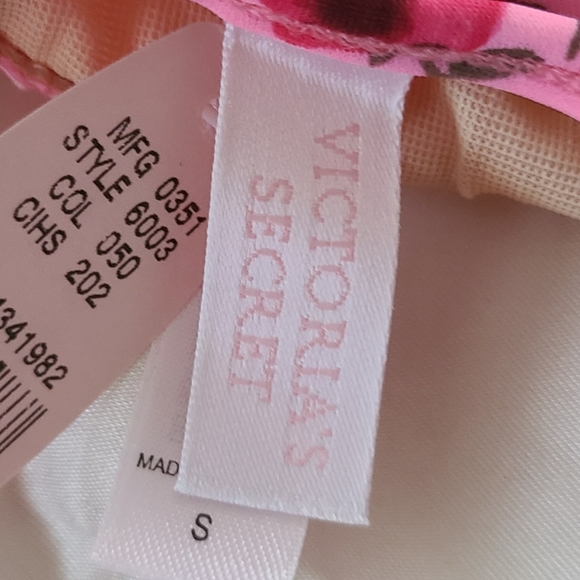 MFG 0351
STYLE 6003
COL 050
CIHS 202
341982
VICTORIA'S
SECRET
MAD
S